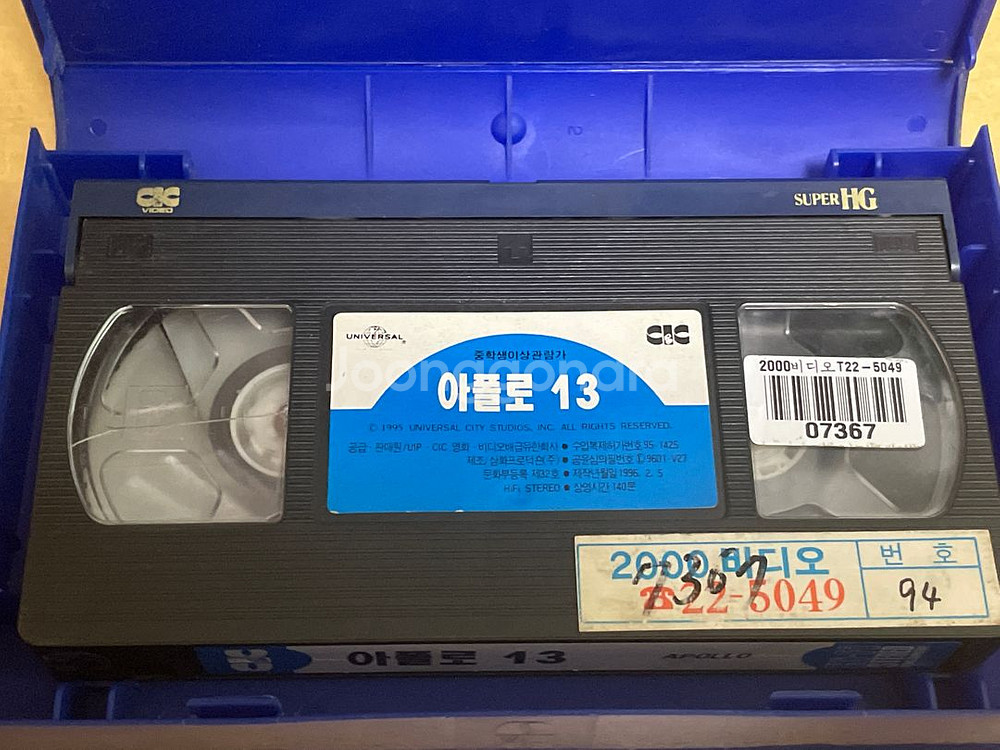 CIC VIDEO
SUPER HG
UNIVERSAL
CIC
중학생이상관람가
아폴로 13
© 1995 UNIVERSAL CITY STUDIOS, INC. ALL RIGHTS RESERVED.
공급·판매원/UIP-CIC 영화·비디오배급유한회사 ● 수입복제허가번호 95-1425
제조/ 삼화프로덕션(주) ● 공윤심의필번호 Ⓓ9601-V23
문화부등록 제32호 ● 제작년월일 1996. 2. 5
Hi-Fi STEREO ● 상영시간 140분
2000비디오 T22-5049
07367
2000 비디오
☎22-5049
번 호
94
아폴로 13
APOLLO
Joonggonara